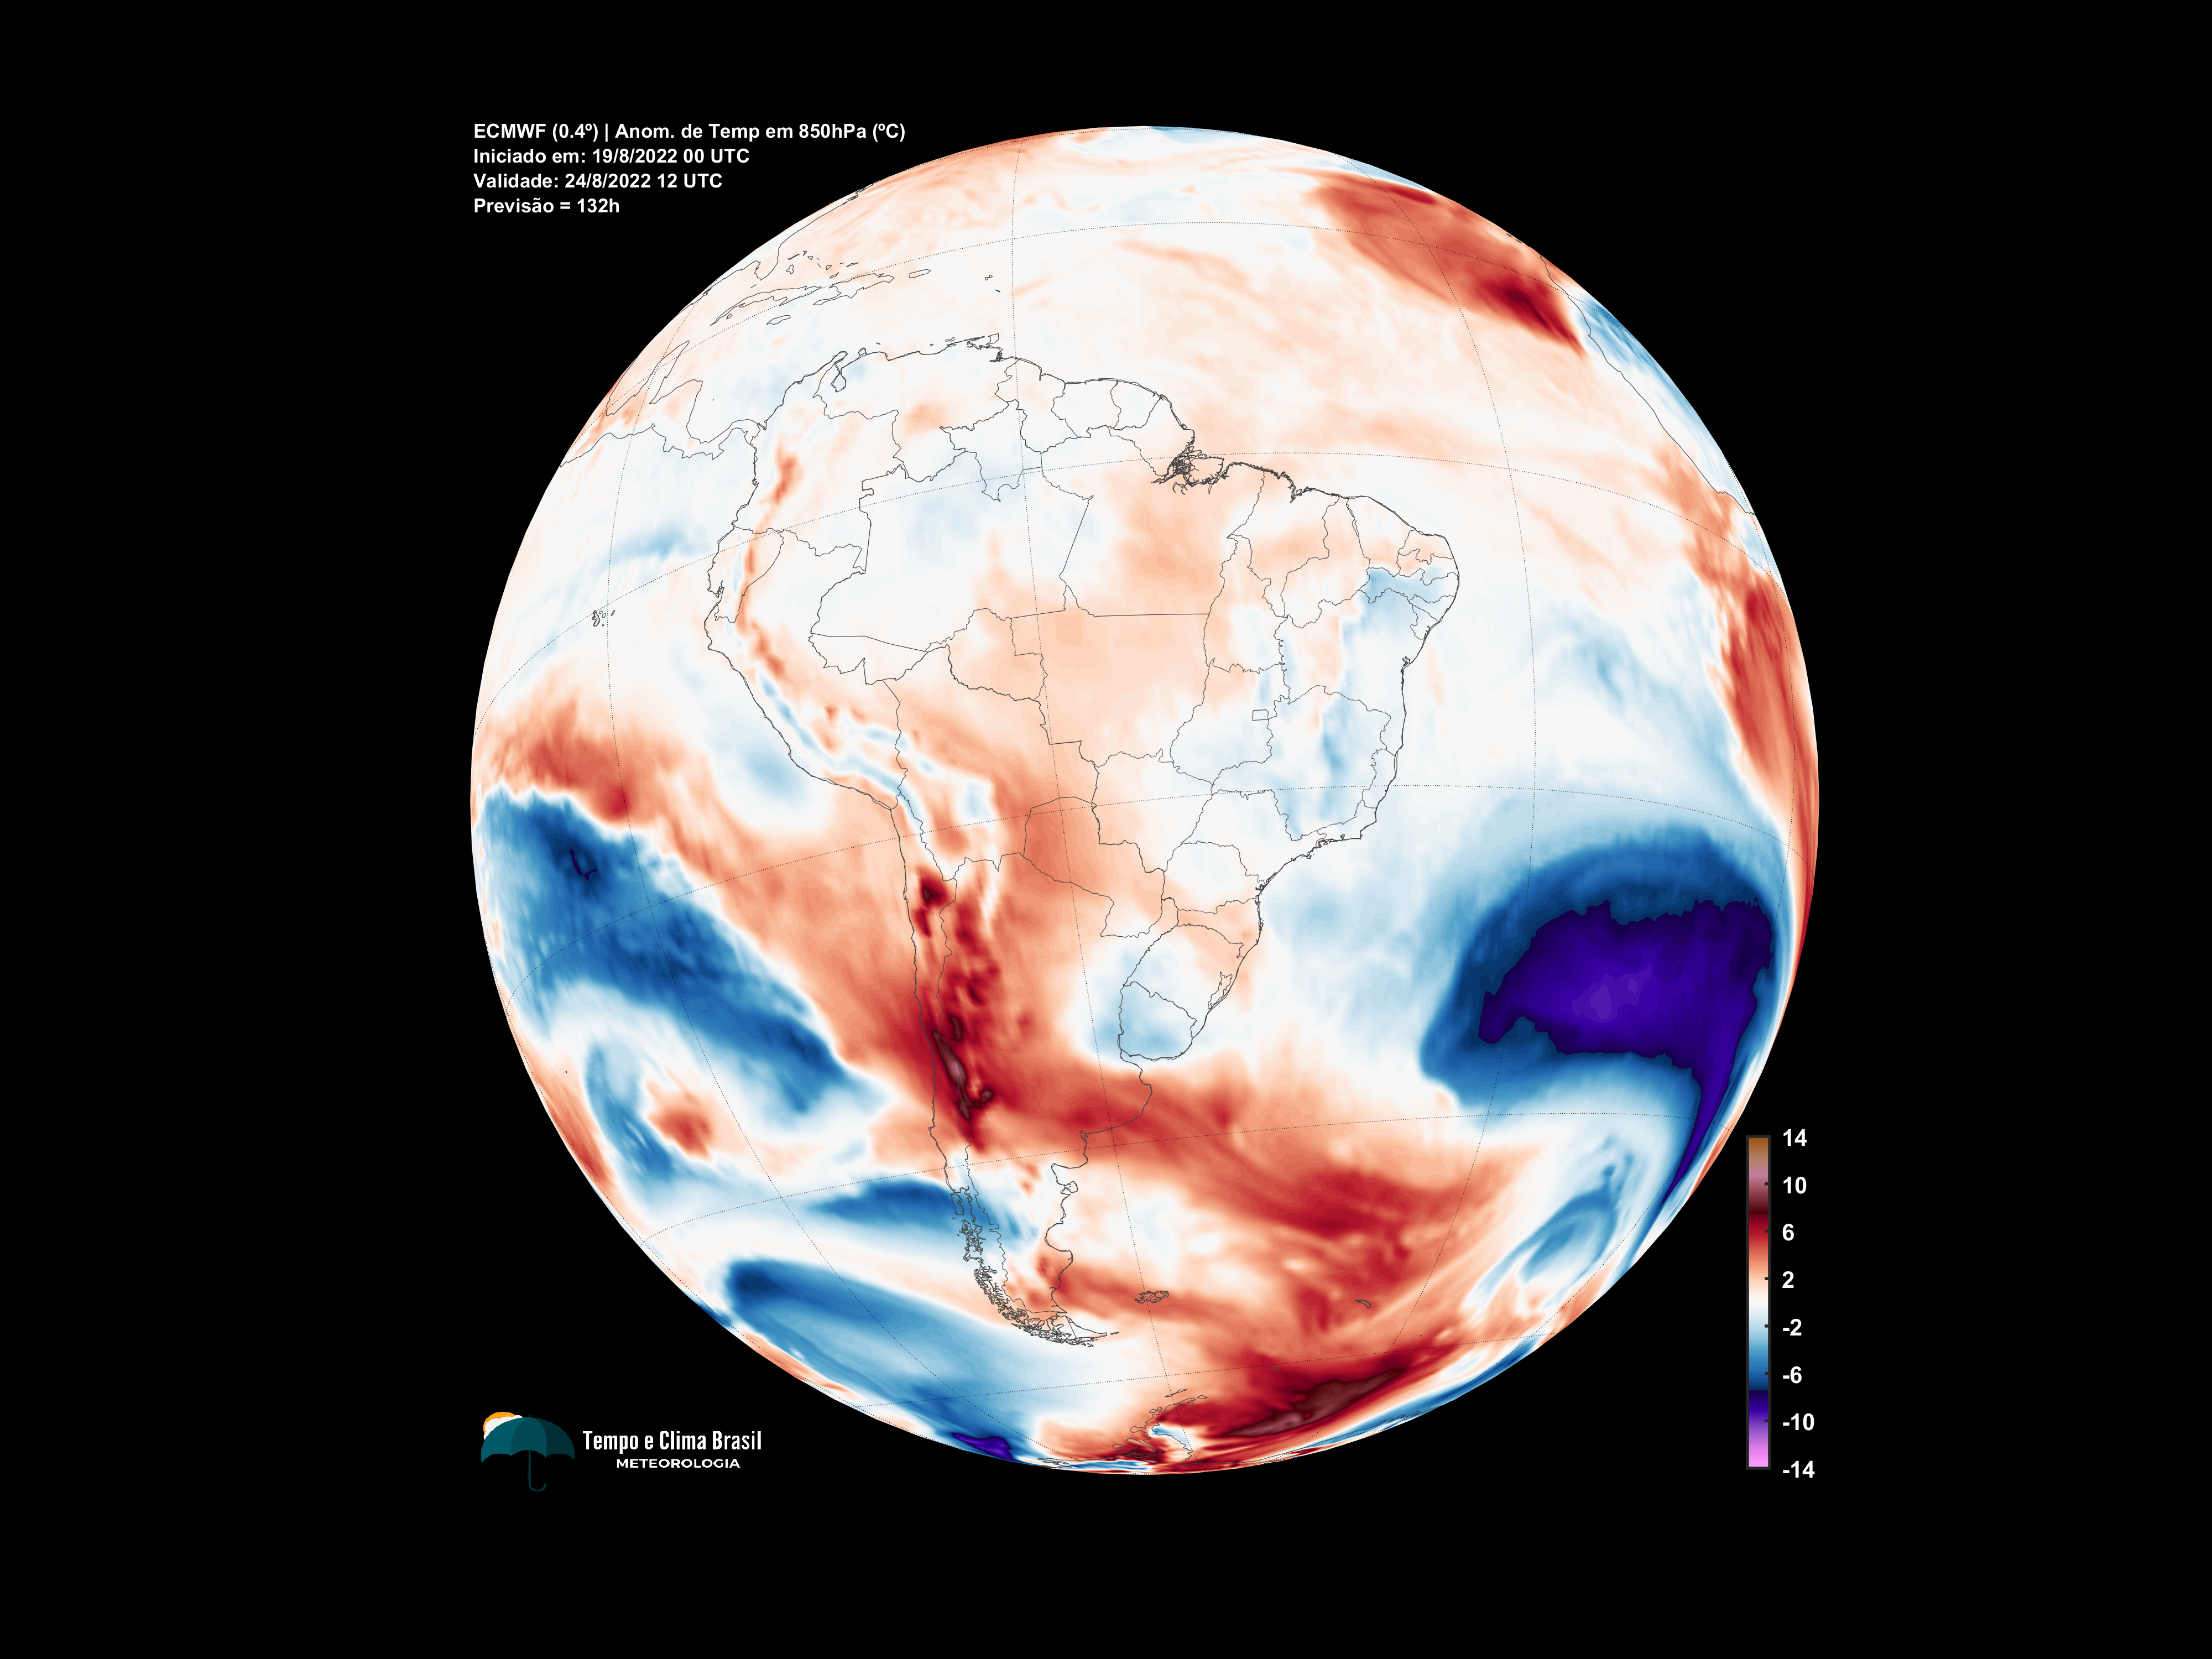 ECMWF (0.4º) | Anom. de Temp em 850hPa (ºC)
Iniciado em: 19/8/2022 00 UTC
Validade: 24/8/2022 12 UTC
Previsão = 132h
14
10
6
2
-2
-6
-10
-14
Tempo e Clima Brasil
METEOROLOGIA